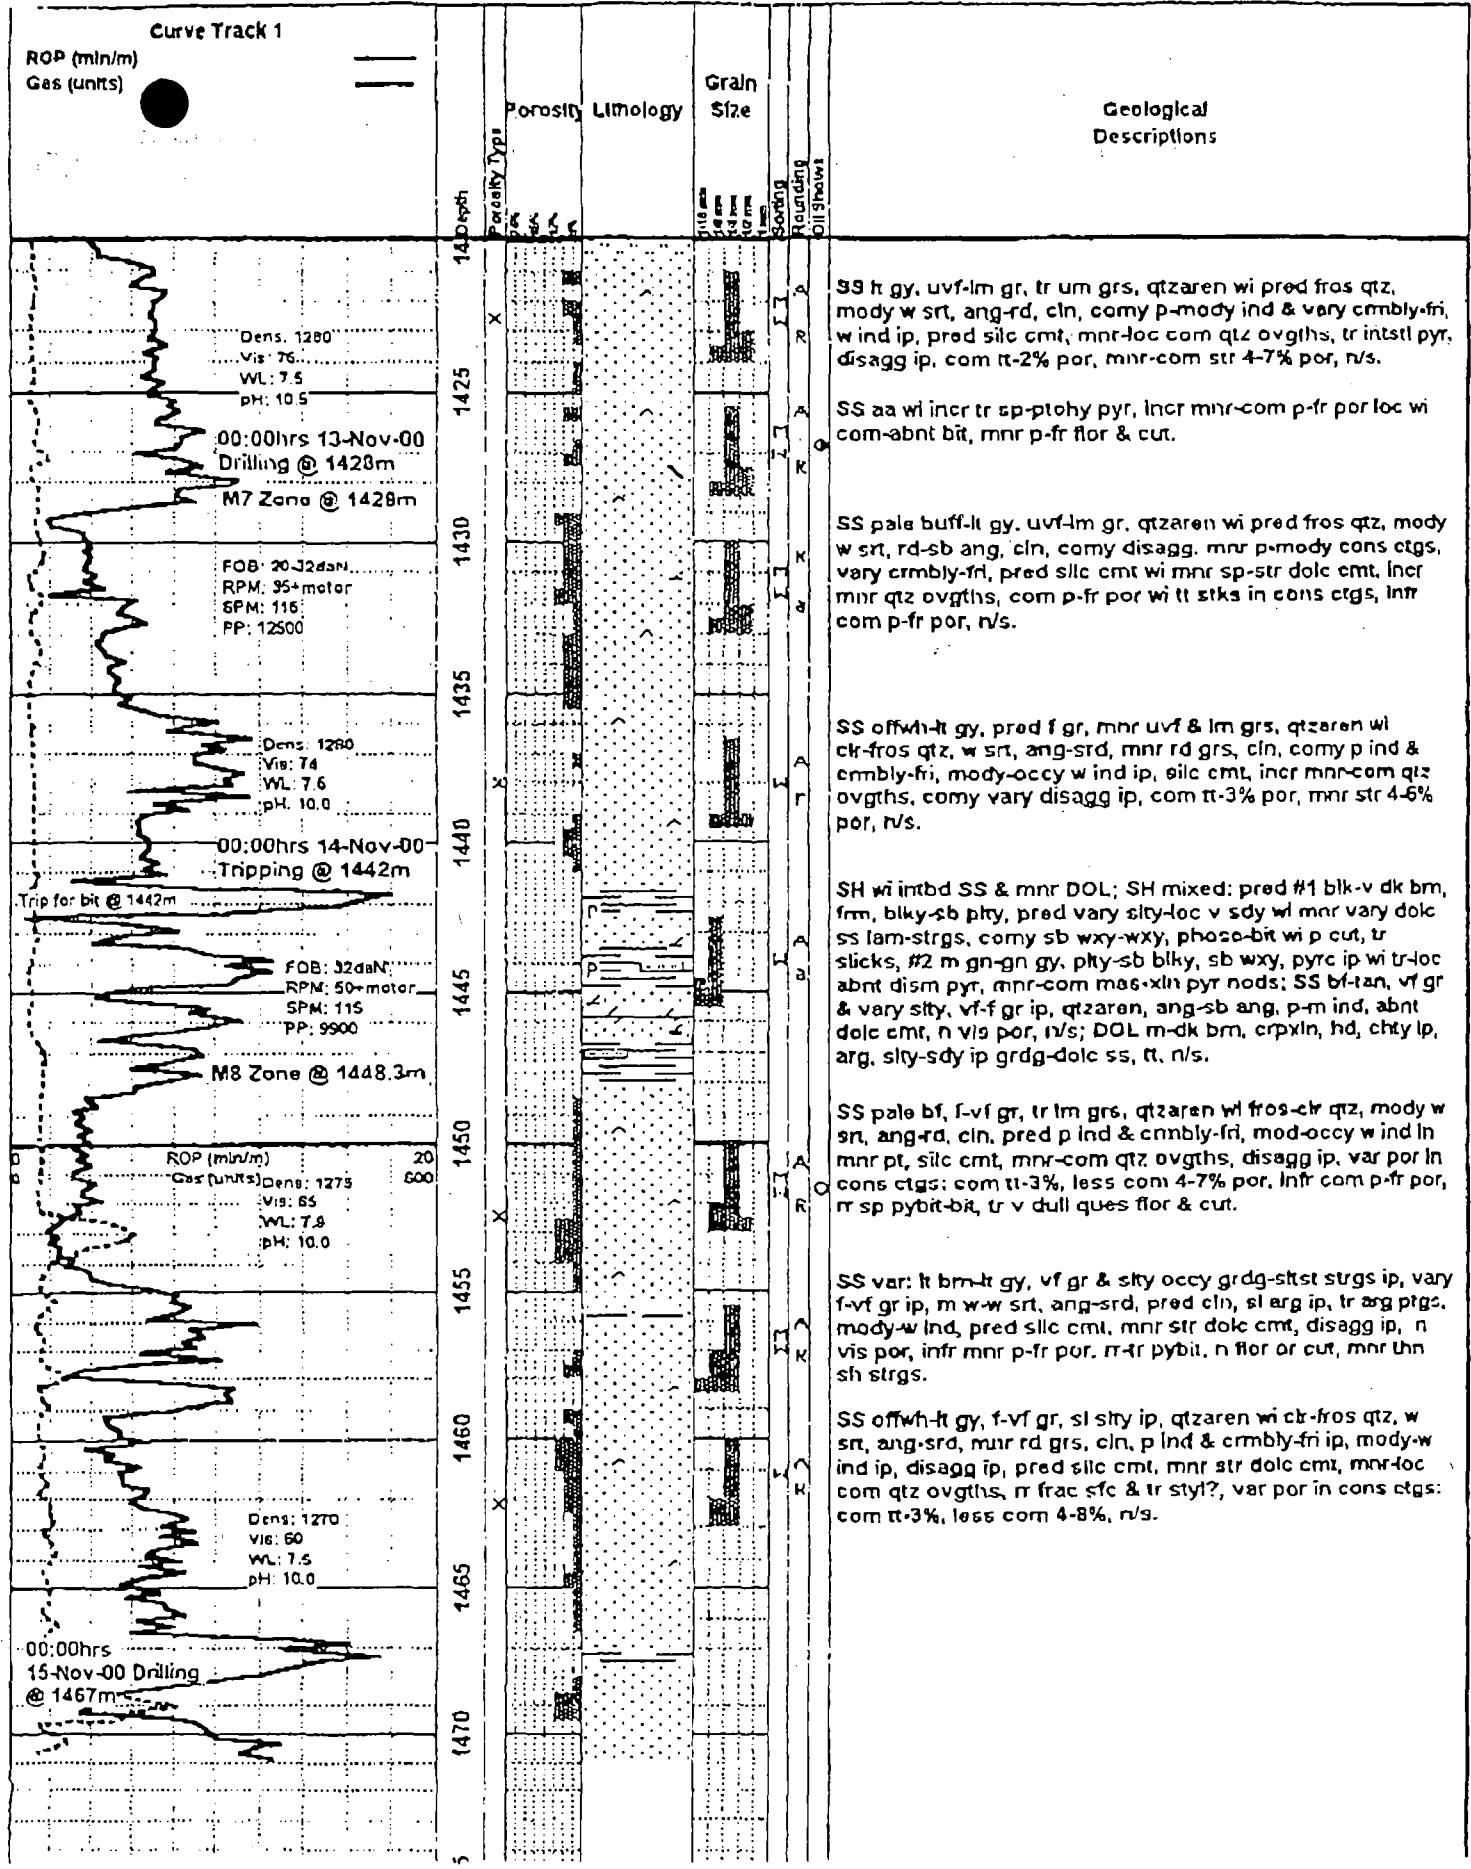 Curve Track 1
ROP (min/m)
Gas (units)
Depth
Porosity Type
Porosity
Lithology
Grain
Size
Sorting
Rounding
Oil Shows
Geological
Descriptions
Dens: 1280
Vis: 76
WL: 7.5
pH: 10.5
1425
00:00hrs 13-Nov-00
Drilling @ 1428m
M7 Zone @ 1428m
1430
FOB: 20-32daN
RPM: 35+motor
SPM: 116
PP: 12500
1435
Dens: 1280
Vis: 74
WL: 7.6
pH: 10.0
1440
00:00hrs 14-Nov-00
Tripping @ 1442m
Trip for bit @ 1442m
FOB: 32daN
RPM: 50+motor
SPM: 115
PP: 9900
1445
M8 Zone @ 1448.3m
1450
ROP (min/m) 20
Gas (units) 600
Dens: 1275
Vis: 65
WL: 7.8
pH: 10.0
1455
1460
Dens: 1270
Vis: 60
WL: 7.5
pH: 10.0
1465
00:00hrs
15-Nov-00 Drilling
@ 1467m
1470
SS lt gy, uvf-lm gr, tr um grs, qtzaren wi pred fros qtz,
mody w srt, ang-rd, cln, comy p-mody ind & vary crmbly-fri,
w ind ip, pred silc cmt, mnr-loc com qtz ovgths, tr intstl pyr,
disagg ip, com tt-2% por, mnr-com str 4-7% por, n/s.
SS aa wi incr tr sp-ptchy pyr, incr mnr-com p-fr por loc wi
com-abnt bit, mnr p-fr flor & cut.
SS pale buff-lt gy, uvf-lm gr, qtzaren wi pred fros qtz, mody
w srt, rd-sb ang, cln, comy disagg, mnr p-mody cons ctgs,
vary crmbly-fri, pred silc cmt wi mnr sp-str dolc cmt, incr
mnr qtz ovgths, com p-fr por wi tt stks in cons ctgs, infr
com p-fr por, n/s.
SS offwh-lt gy, pred f gr, mnr uvf & lm grs, qtzaren wi
clr-fros qtz, w srt, ang-srd, mnr rd grs, cln, comy p ind &
crmbly-fri, mody-occy w ind ip, silc cmt, incr mnr-com qtz
ovgths, comy vary disagg ip, com tt-3% por, mnr str 4-6%
por, n/s.
SH wi intbd SS & mnr DOL; SH mixed: pred #1 blk-v dk brn,
frm, blky-sb plty, pred vary slty-loc v sdy wi mnr vary dolc
ss lam-strgs, comy sb wxy-wxy, phosc-bit wi p cut, tr
slicks, #2 m gn-gn gy, plty-sb blky, sb wxy, pyrc ip wi tr-loc
abnt dism pyr, mnr-com mas-xln pyr nods; SS bf-tan, vf gr
& vary slty, vf-f gr ip, qtzaren, ang-sb ang, p-m ind, abnt
dolc cmt, n vis por, n/s; DOL m-dk brn, crpxln, hd, chty ip,
arg, slty-sdy ip grdg-dolc ss, tt, n/s.
SS pale bf, f-vf gr, tr lm grs, qtzaren wi fros-clr qtz, mody w
srt, ang-rd, cln, pred p ind & crmbly-fri, mod-occy w ind in
mnr pt, silc cmt, mnr-com qtz ovgths, disagg ip, var por in
cons ctgs: com tt-3%, less com 4-7% por, infr com p-fr por,
rr sp pybit-bit, tr v dull ques flor & cut.
SS var: lt brn-lt gy, vf gr & slty occy grdg-sltst strgs ip, vary
f-vf gr ip, m w-w srt, ang-srd, pred cln, sl arg ip, tr arg ptgs,
mody-w ind, pred silc cmt, mnr str dolc cmt, disagg ip, n
vis por, infr mnr p-fr por, rr-tr pybit, n flor or cut, mnr thn
sh strgs.
SS offwh-lt gy, f-vf gr, sl slty ip, qtzaren wi clr-fros qtz, w
srt, ang-srd, mnr rd grs, cln, p ind & crmbly-fri ip, mody-w
ind ip, disagg ip, pred silc cmt, mnr str dolc cmt, mnr-loc
com qtz ovgths, rr frac sfc & tr styl?, var por in cons ctgs:
com tt-3%, less com 4-8%, n/s.